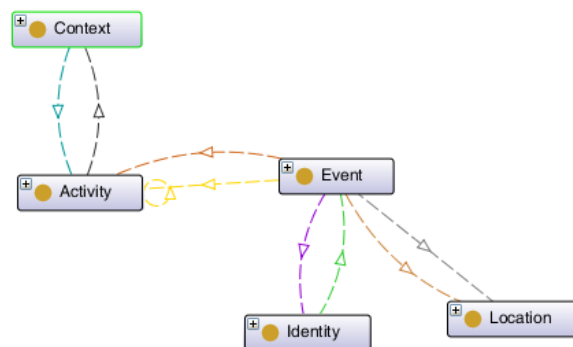 Context
Activity
Event
Identity
Location